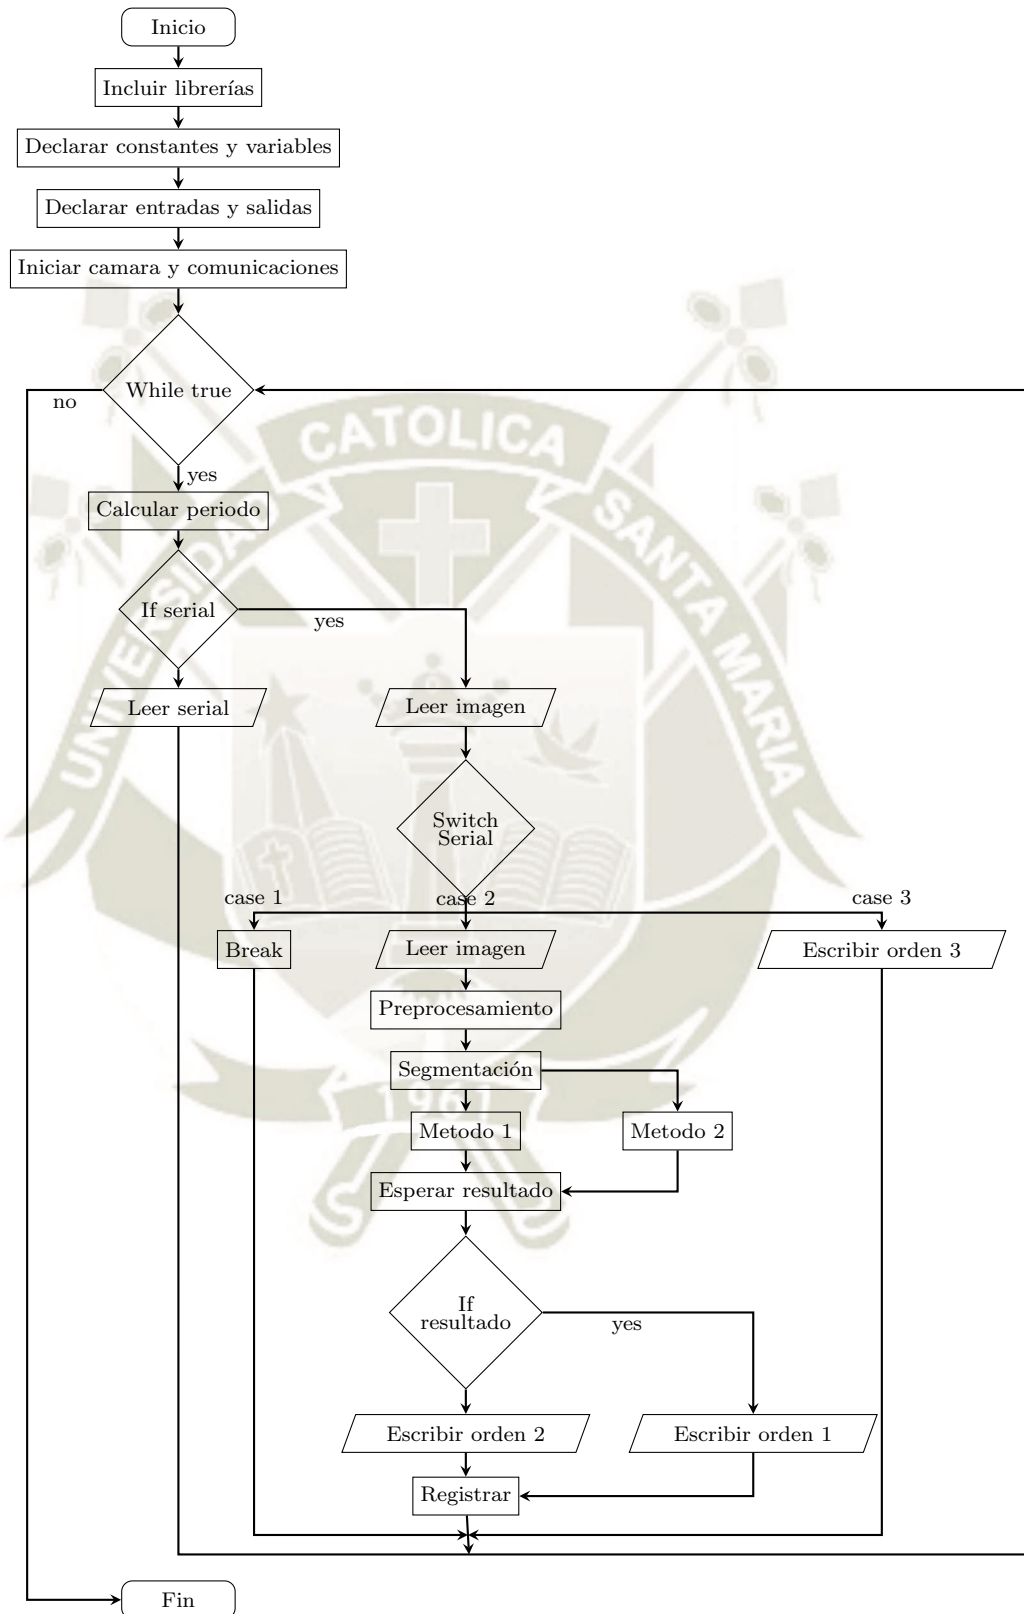 Inicio
Incluir librerías
Declarar constantes y variables
Declarar entradas y salidas
Iniciar camara y comunicaciones
While true
no
yes
Calcular periodo
If serial
yes
Leer serial
Leer imagen
Switch
Serial
case 1
case 2
case 3
Break
Leer imagen
Escribir orden 3
Preprocesamiento
Segmentación
Metodo 1
Metodo 2
Esperar resultado
If
resultado
yes
Escribir orden 2
Escribir orden 1
Registrar
Fin
UNIVERSIDAD
CATOLICA
SANTA MARIA
1961